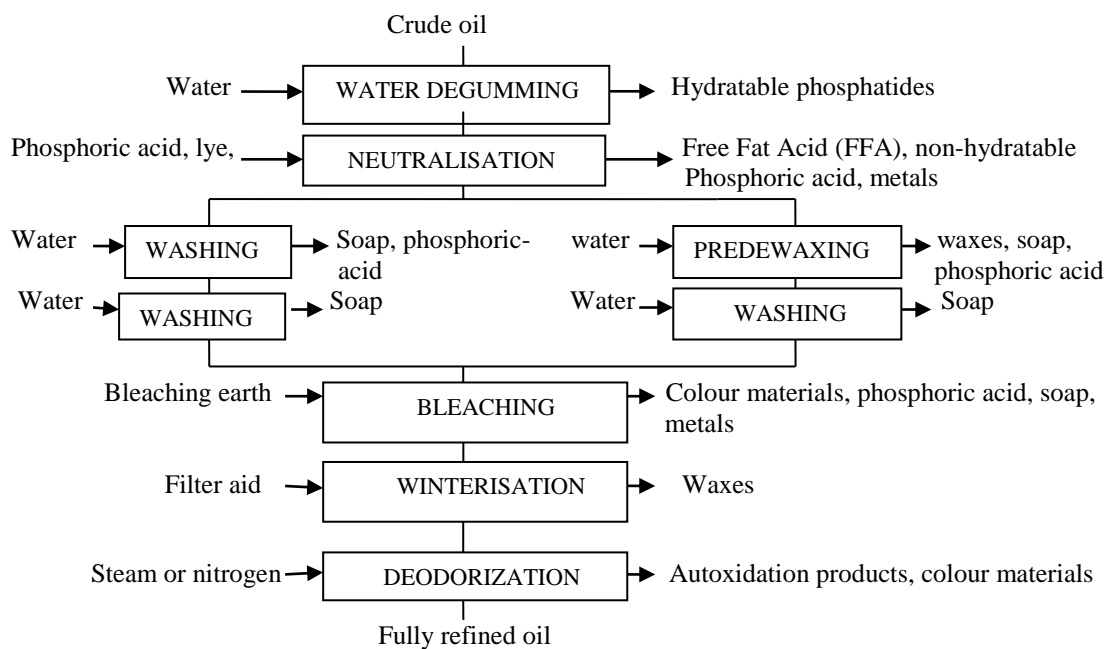 Crude oil
Water
WATER DEGUMMING
Hydratable phosphatides
Phosphoric acid, lye,
NEUTRALISATION
Free Fat Acid (FFA), non-hydratable
Phosphoric acid, metals
Water
WASHING
Soap, phosphoric-
acid
water
PREDEWAXING
waxes, soap,
phosphoric acid
Water
WASHING
Soap
Water
WASHING
Soap
Bleaching earth
BLEACHING
Colour materials, phosphoric acid, soap,
metals
Filter aid
WINTERISATION
Waxes
Steam or nitrogen
DEODORIZATION
Autoxidation products, colour materials
Fully refined oil